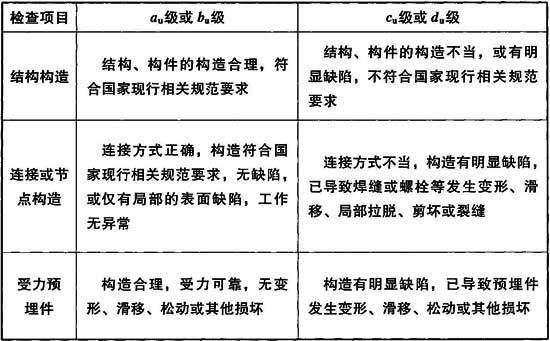 检查项目
au级或bu级
cu级或du级
结构构造
结构、构件的构造合理，符
合国家现行相关规范要求
结构、构件的构造不当，或有明
显缺陷，不符合国家现行相关规范
要求
连接或节
点构造
连接方式正确，构造符合国
家现行相关规范要求，无缺陷，
或仅有局部的表面缺陷，工作
无异常
连接方式不当，构造有明显缺陷，
已导致焊缝或螺栓等发生变形、滑
移、局部拉脱、剪坏或裂缝
受力预
埋件
构造合理，受力可靠，无变
形、滑移、松动或其他损坏
构造有明显缺陷，已导致预埋件
发生变形、滑移、松动或其他损坏